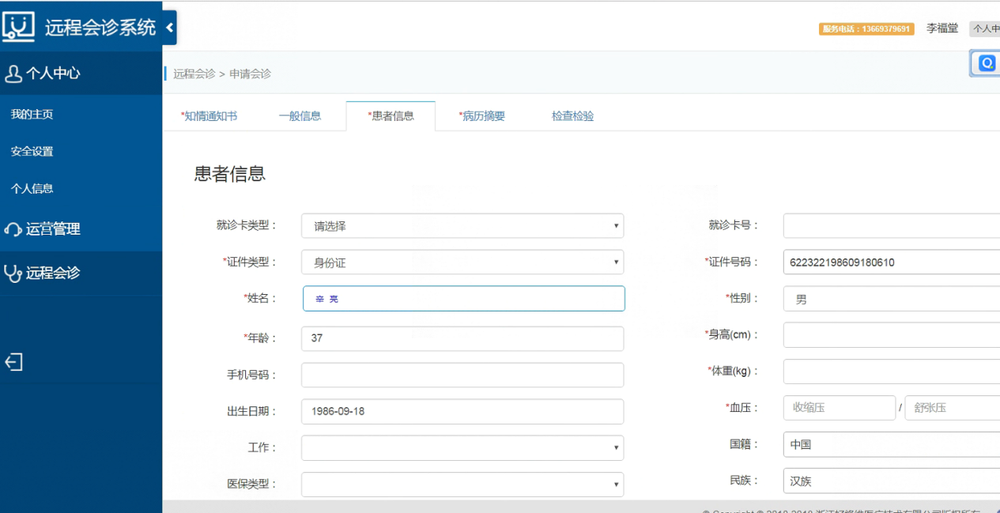 远程会诊系统
服务电话：13669379691 李福堂 个人中
个人中心
远程会诊 > 申请会诊
我的主页
*知情通知书 一般信息 *患者信息 *病历摘要 检查检验
安全设置
个人信息
患者信息
运营管理
远程会诊
就诊卡类型： 请选择 就诊卡号：
*证件类型： 身份证 *证件号码： 622322198609180610
*姓名： 辛 亮 *性别： 男
*年龄： 37 *身高(cm)：
手机号码： *体重(kg)：
出生日期： 1986-09-18 *血压： 收缩压 / 舒张压
工作： 国籍： 中国
医保类型： 民族： 汉族